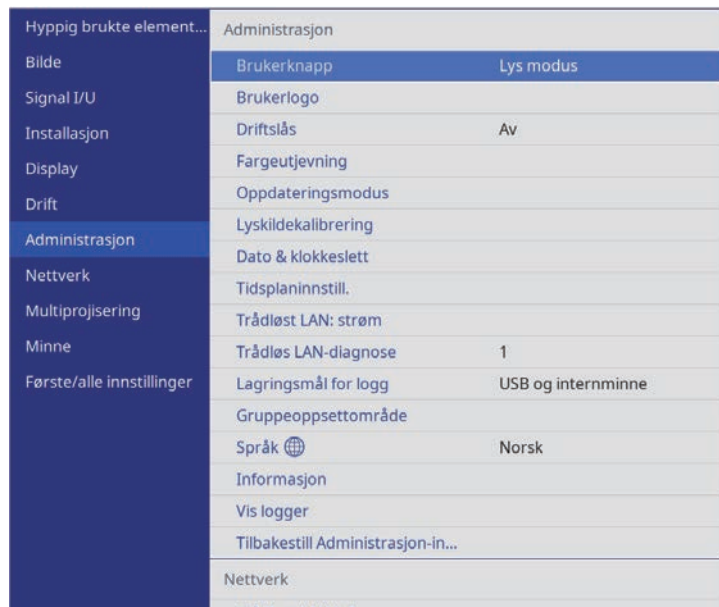 Hyppig brukte element...
Bilde
Signal I/U
Installasjon
Display
Drift
Administrasjon
Nettverk
Multiprojisering
Minne
Første/alle innstillinger
Administrasjon
Brukerknapp Lys modus
Brukerlogo
Driftslås Av
Fargeutjevning
Oppdateringsmodus
Lyskildekalibrering
Dato & klokkeslett
Tidsplaninnstill.
Trådløst LAN: strøm
Trådløs LAN-diagnose 1
Lagringsmål for logg USB og internminne
Gruppeoppsettområde
Språk Norsk
Informasjon
Vis logger
Tilbakestill Administrasjon-in...
Nettverk